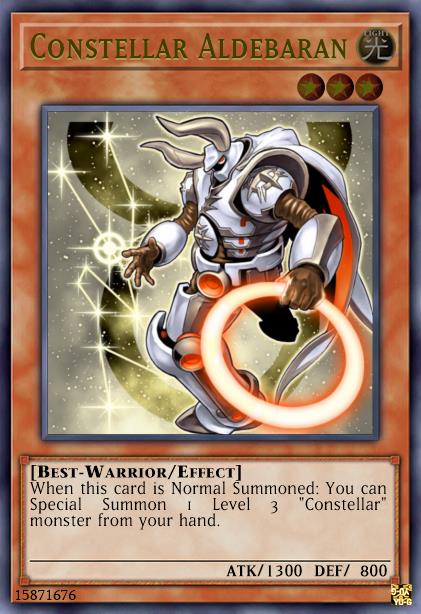 CONSTELLAR ALDEBARAN
LIGHT
光
[BEST-WARRIOR/EFFECT]
When this card is Normal Summoned: You can
Special Summon 1 Level 3 "Constellar"
monster from your hand.
ATK/1300 DEF/ 800
15871676